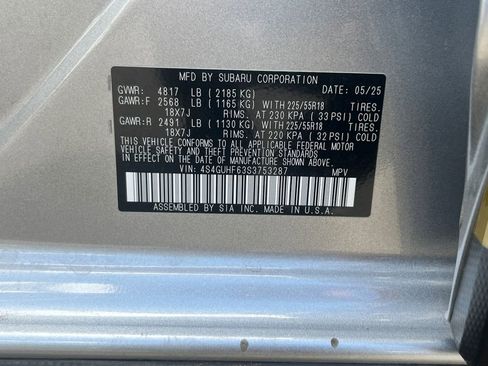 MFD BY SUBARU CORPORATION
GVWR: 4817 LB (2185 KG) DATE: 05/25
GAWR:F 2568 LB (1165 KG) WITH 225/55R18 TIRES.
18X7J RIMS. AT 230 KPA (33 PSI) COLD
GAWR:R 2491 LB (1130 KG) WITH 225/55R18 TIRES.
18X7J RIMS. AT 220 KPA (32 PSI) COLD
THIS VEHICLE CONFORMS TO ALL APPLICABLE FEDERAL MOTOR
VEHICLE SAFETY, BUMPER, AND THEFT PREVENTION STANDARDS
IN EFFECT ON THE DATE OF MANUFACTURE SHOWN ABOVE.
VIN: 4S4GUHF63S3753287 MPV
ASSEMBLED BY SIA INC. IN U.S.A.